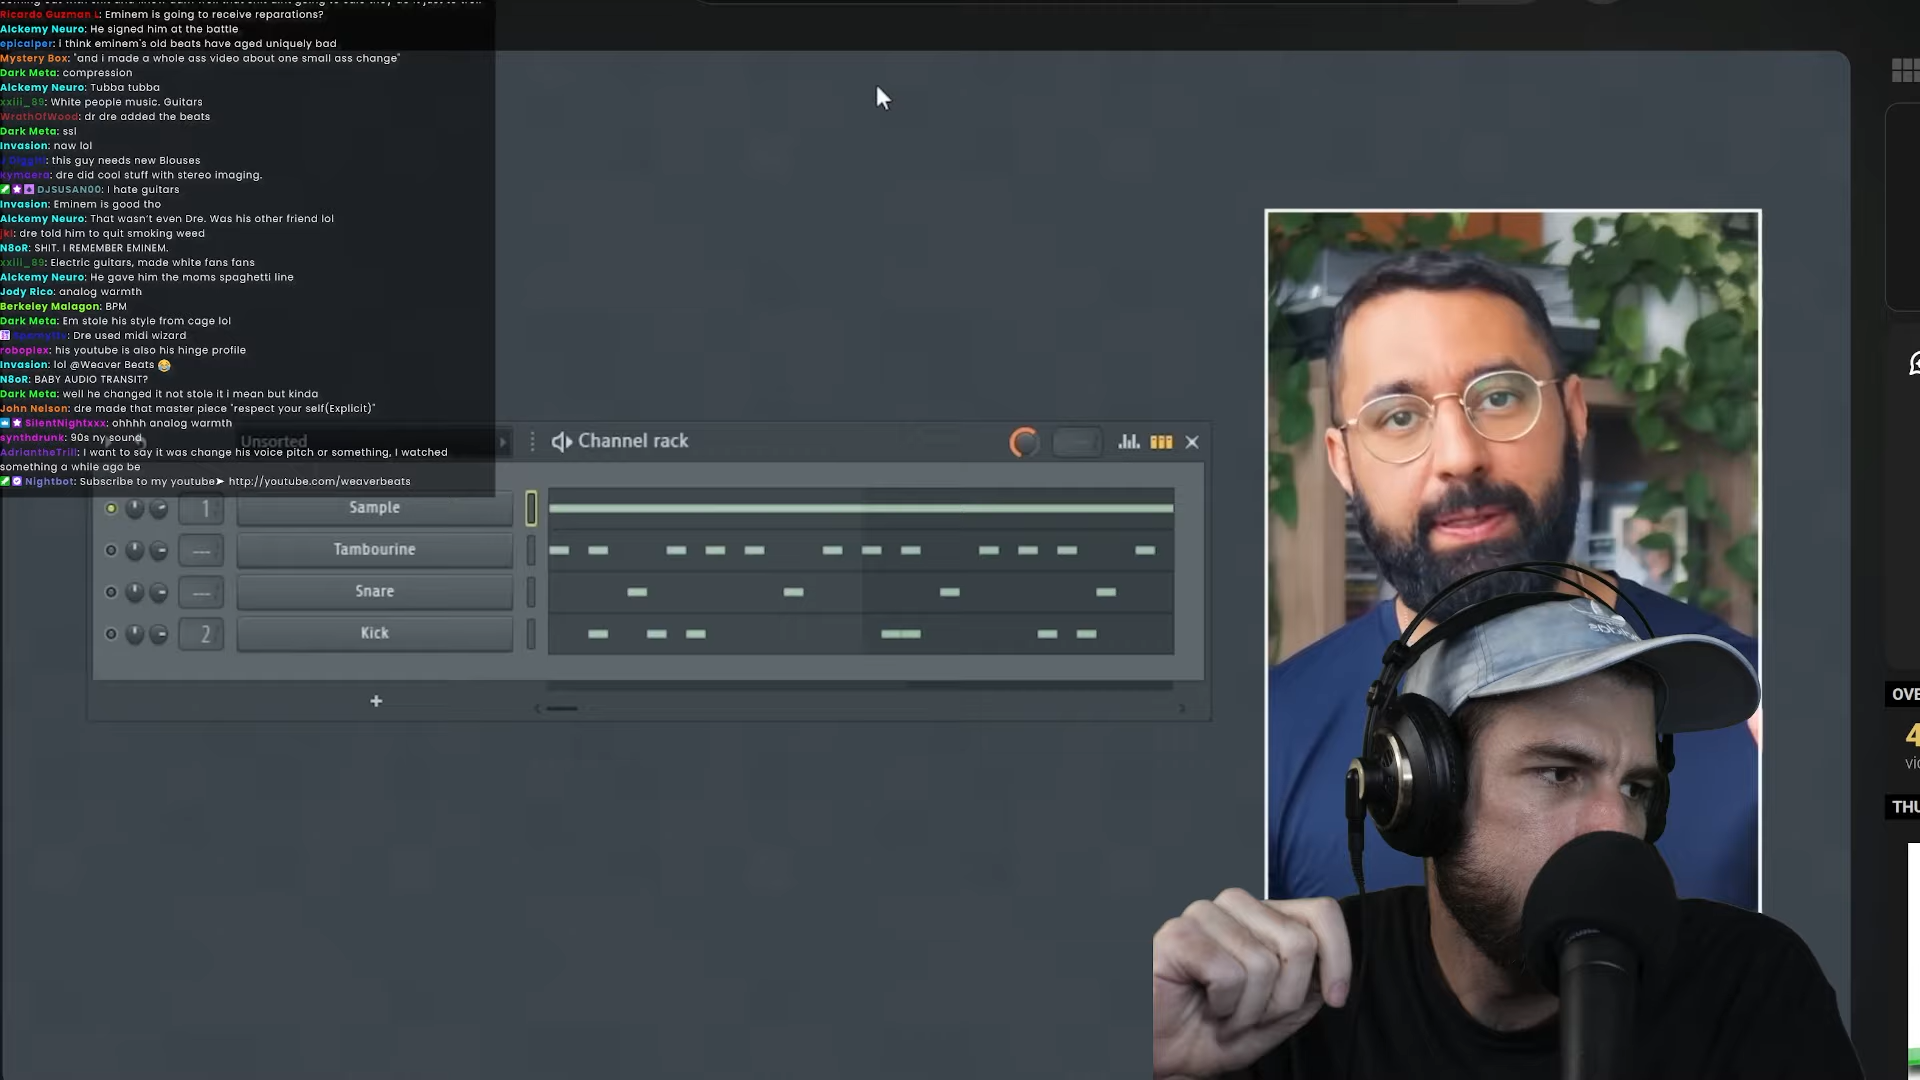 Ricardo Guzman L: Eminem is going to receive reparations?
Alckemy Neuro: He signed him at the battle
epicalper: i think eminem's old beats have aged uniquely bad
Mystery Box: "and i made a whole ass video about one small ass change"
Dark Meta: compression
Alckemy Neuro: Tubba tubba
xxiii_89: White people music. Guitars
WrathOfWood: dr dre added the beats
Dark Meta: ssl
Invasion: naw lol
: this guy needs new Blouses
kymaera: dre did cool stuff with stereo imaging.
DJSUSAN00: I hate guitars
Invasion: Eminem is good tho
Alckemy Neuro: That wasn't even Dre. Was his other friend lol
jkl: dre told him to quit smoking weed
N8oR: SHIT. I REMEMBER EMINEM.
xxiii_89: Electric guitars, made white fans fans
Alckemy Neuro: He gave him the moms spaghetti line
Jody Rico: analog warmth
Berkeley Malagon: BPM
Dark Meta: Em stole his style from cage lol
: Dre used midi wizard
roboplex: his youtube is also his hinge profile
Invasion: lol @Weaver Beats 😂
N8oR: BABY AUDIO TRANSIT?
Dark Meta: well he changed it not stole it i mean but kinda
John Nelson: dre made that master piece "respect your self(Explicit)"
SilentNightxxx: ohhhh analog warmth
synthdrunk: 90s ny sound
AdriantheTrill: I want to say it was change his voice pitch or something, I watched
something a while ago be
Nightbot: Subscribe to my youtube➤ http://youtube.com/weaverbeats
Unsorted
Channel rack
1 Sample
--- Tambourine
--- Snare
2 Kick
+
OVE
4
vie
THU